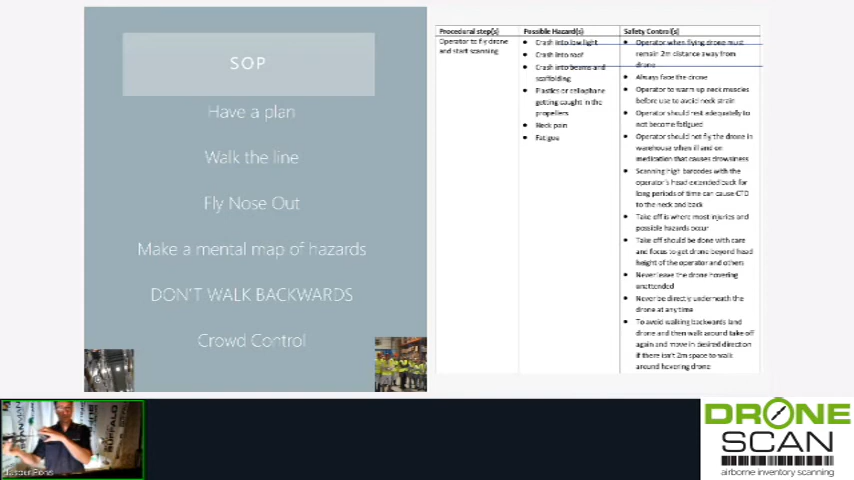 SOP
Have a plan
Walk the line
Fly Nose Out
Make a mental map of hazards
DON'T WALK BACKWARDS
Crowd Control
Procedural step(s)
Operator to fly drone
and start scanning
Possible Hazard(s)
Crash into low light
Crash into roof
Crash into beams and
scaffolding
Plastics or cellophane
getting caught in the
propellers
Neck pain
Fatigue
Safety Control(s)
Operator when flying drone must
remain 2m distance away from
drone
Always face the drone
Operator to warm up neck muscles
before use to avoid neck strain
Operator should rest adequately to
not become fatigued
Operator should not fly the drone in
warehouse when ill and on
medication that causes drowsiness
Scanning high barcodes with the
operator's head extended back for
long periods of time can cause CTD
to the neck and back
Take off is where most injuries and
possible hazards occur
Take off should be done with care
and focus to get drone beyond head
height of the operator and others
Never leave the drone hovering
unattended
Never be directly underneath the
drone at any time
To avoid walking backwards land
drone and then walk around take off
again and move in desired direction
if there isn't 2m space to walk
around hovering drone
SCANMAN
BUFFALO
DRONE
SCAN
airborne inventory scanning